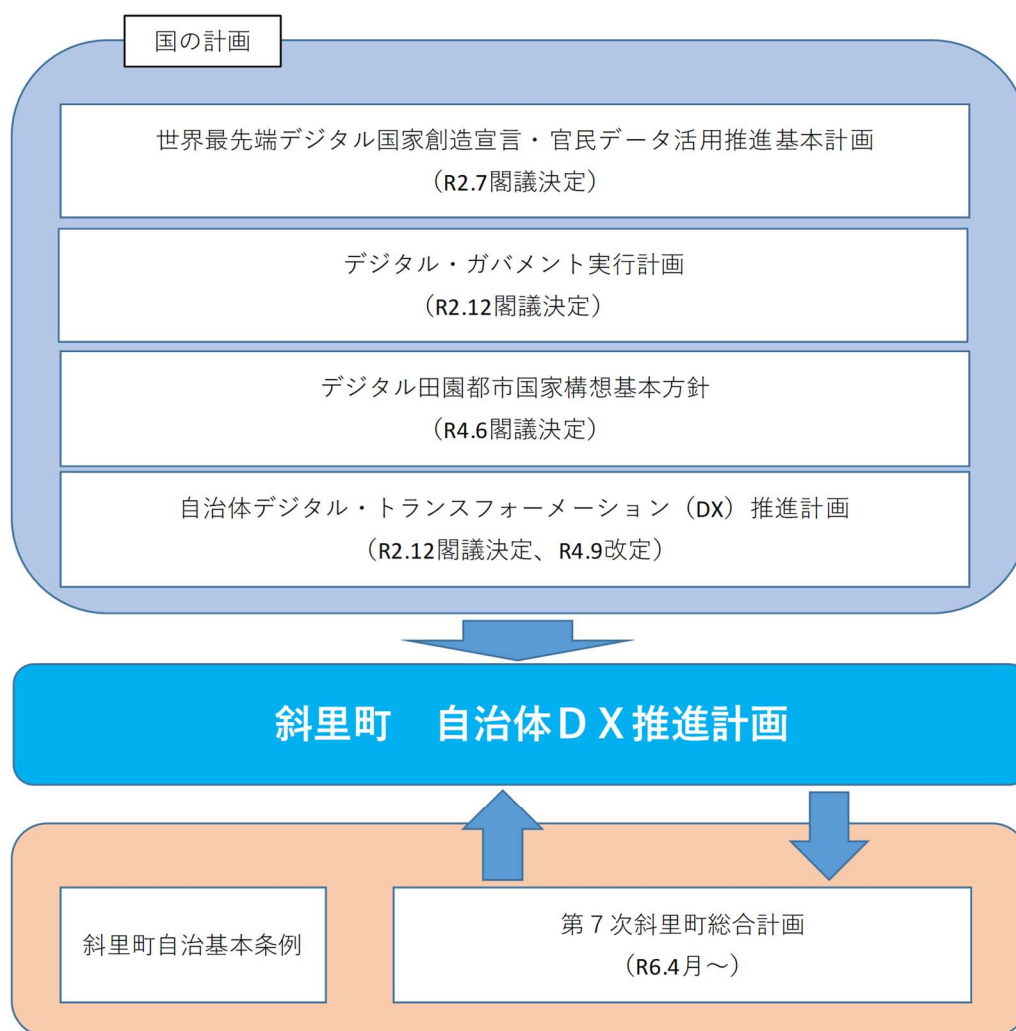 国の計画
世界最先端デジタル国家創造宣言・官民データ活用推進基本計画
（R2.7閣議決定）
デジタル・ガバメント実行計画
（R2.12閣議決定）
デジタル田園都市国家構想基本方針
（R4.6閣議決定）
自治体デジタル・トランスフォーメーション（DX）推進計画
（R2.12閣議決定、R4.9改定）
斜里町　自治体ＤＸ推進計画
斜里町自治基本条例
第７次斜里町総合計画
（R6.4月～）